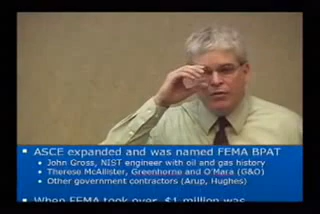 ASCE expanded and was named FEMA BPAT
John Gross, NIST engineer with oil and gas history
Therese McAllister, Greenhorne and O'Mara (G&O)
Other government contractors (Arup, Hughes)
When FEMA took over, $1 million was